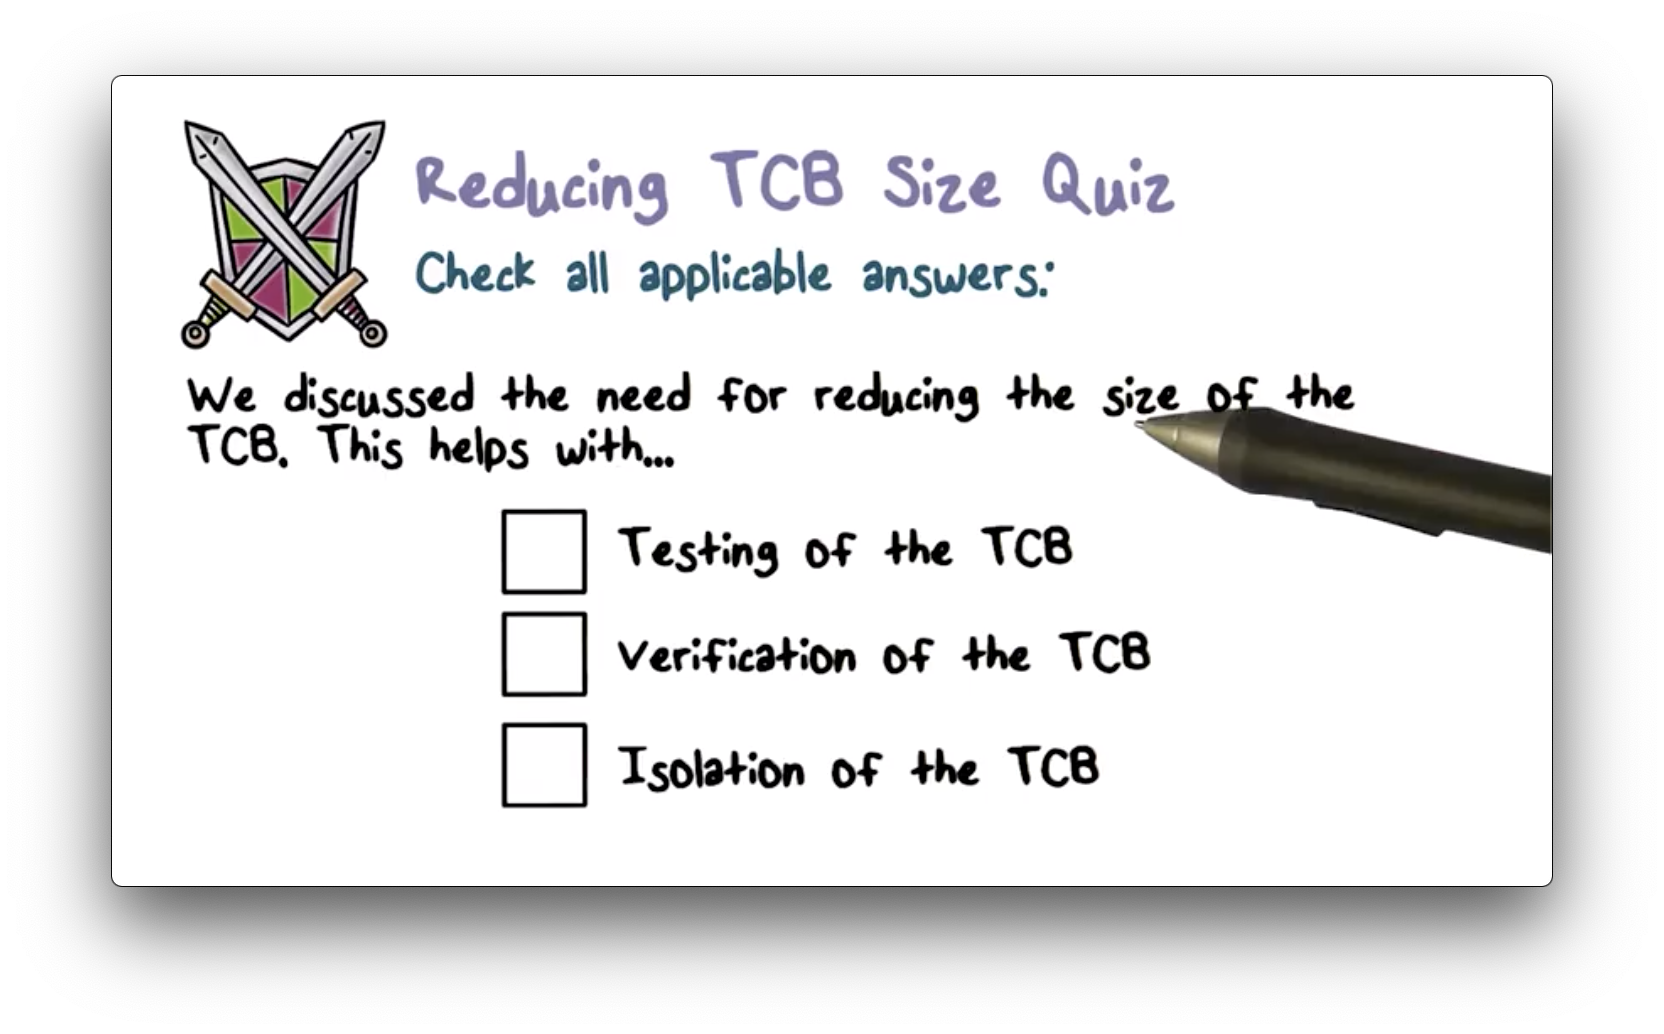 Reducing TCB Size Quiz
Check all applicable answers:
We discussed the need for reducing the size of the
TCB. This helps with...
Testing of the TCB
Verification of the TCB
Isolation of the TCB